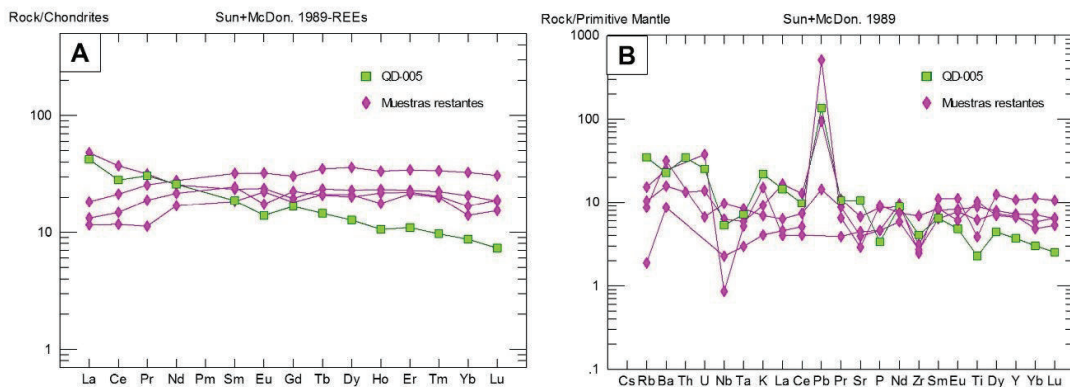 Rock/Chondrites
Sun+McDon. 1989-REEs
A
QD-005
Muestras restantes
100
10
1
La Ce Pr Nd Pm Sm Eu Gd Tb Dy Ho Er Tm Yb Lu
Rock/Primitive Mantle
Sun+McDon. 1989
B
QD-005
Muestras restantes
1000
100
10
1
.1
Cs Rb Ba Th U Nb Ta K La Ce Pb Pr Sr P Nd Zr Sm Eu Ti Dy Y Yb Lu